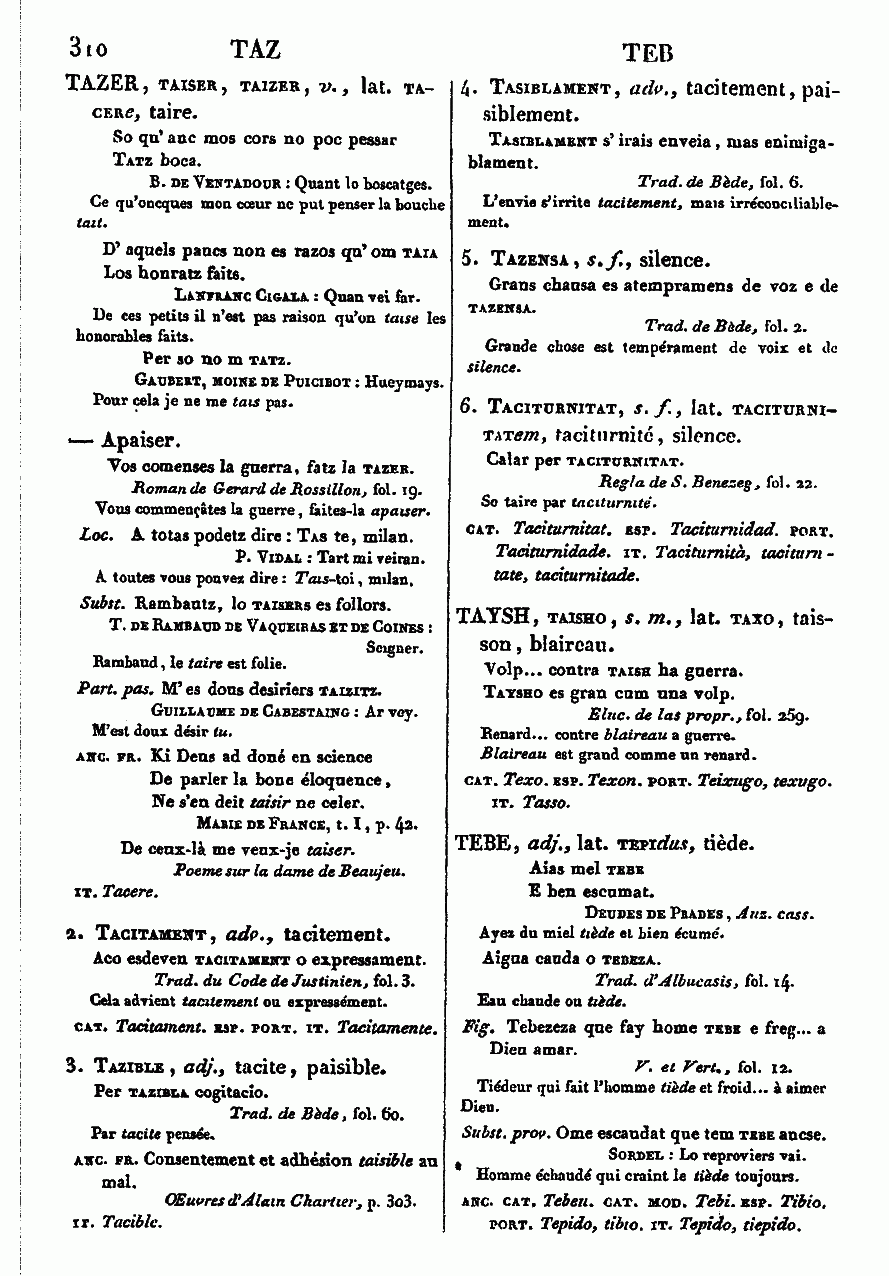 310 TAZ TEB
TAZER, TAISER, TAIZER, v., lat. TA-
CERe, taire.
So qu' anc mos cors no poc pessar
TATZ boca.
B. DE VENTADOUR : Quant lo boscatges.
Ce qu'oncques mon cœur ne put penser la bouche
tait.
D' aquels paucs non es razos qu' om TAIA
Los honratz faits.
LANFRANC CIGALA : Quan vei far.
De ces petits il n'est pas raison qu'on taise les
honorables faits.
Per so no m TATZ.
GAUBERT, MOINE DE PUICIBOT : Hueymays.
Pour cela je ne me tais pas.
— Apaiser.
Vos comenses la guerra, fatz la TAZER.
Roman de Gerard de Rossillon, fol. 19.
Vous commençâtes la guerre, faites-la apaiser.
Loc. A totas podetz dire : TAS te, milan.
P. VIDAL : Tart mi veiran.
A toutes vous pouvez dire : Tais-toi, milan.
Subst. Rambautz, lo TAISERS es follors.
T. DE RAMBAUD DE VAQUEIRAS ET DE COINES :
Seigner.
Rambaud, le taire est folie.
Part. pas. M' es dous desiriers TAIZITZ.
GUILLAUME DE CABESTAING : Ar vey.
M'est doux désir tu.
ANC. FR. Ki Deus ad doné en science
De parler la bone éloquence,
Ne s'en deit taisir ne celer.
MARIE DE FRANCE, t. I, p. 42.
De ceux-là me veux-je taiser.
Poeme sur la dame de Beaujeu.
IT. Tacere.
2. TACITAMENT, adv., tacitement.
Aco esdeven TACITAMENT o expressament.
Trad. du Code de Justinien, fol. 3.
Cela advient tacitement ou expressément.
CAT. Tacitament. ESP. PORT. IT. Tacitamente.
3. TAZIBLE, adj., tacite, paisible.
Per TAZIBLA cogitacio.
Trad. de Bède, fol. 60.
Par tacite pensée.
ANC. FR. Consentement et adhésion taisible au
mal.
Œuvres d'Alain Chartier, p. 303.
IT. Tacible.
4. TASIBLAMENT, adv., tacitement, pai-
siblement.
TASIBLAMENT s' irais enveia, mas enimiga-
blament.
Trad. de Bède, fol. 6.
L'envie s'irrite tacitement, mais irréconciliable-
ment.
5. TAZENSA, s. f., silence.
Grans chausa es atempramens de voz e de
TAZENSA.
Trad. de Bède, fol. 2.
Grande chose est tempérament de voix et de
silence.
6. TACITURNITAT, s. f., lat. TACITURNI-
TATem, taciturnité, silence.
Calar per TACITURNITAT.
Regla de S. Benezeg, fol. 22.
Se taire par taciturnité.
CAT. Taciturnitat. ESP. Taciturnidad. PORT.
Taciturnidade. IT. Taciturnità, taciturni-
tate, taciturnitade.
TAYSH, TAISHO, s. m., lat. TAXO, tais-
son, blaireau.
Volp... contra TAISH ha guerra.
TAYSHO es gran cum una volp.
Eluc. de las propr., fol. 259.
Renard... contre blaireau a guerre.
Blaireau est grand comme un renard.
CAT. Texo. ESP. Texon. PORT. Teixugo, texugo.
IT. Tasso.
TEBE, adj., lat. TEPIdus, tiède.
Aias mel TEBE
E ben escumat.
DEUDES DE PRADES, Auz. cass.
Ayez du miel tiède et bien écumé.
Aigua cauda o TEBEZA.
Trad. d'Albucasis, fol. 14.
Eau chaude ou tiède.
Fig. Tebezeza que fay home TEBE e freg... a
Dieu amar.
V. et Vert., fol. 12.
Tiédeur qui fait l'homme tiède et froid... à aimer
Dieu.
Subst. prov. Ome escaudat que tem TEBE ancse.
SORDEL : Lo reproviers vai.
Homme échaudé qui craint le tiède toujours.
ANC. CAT. Tebeu. CAT. MOD. Tebi. ESP. Tibio.
PORT. Tepido, tibio. IT. Tepido, tiepido.